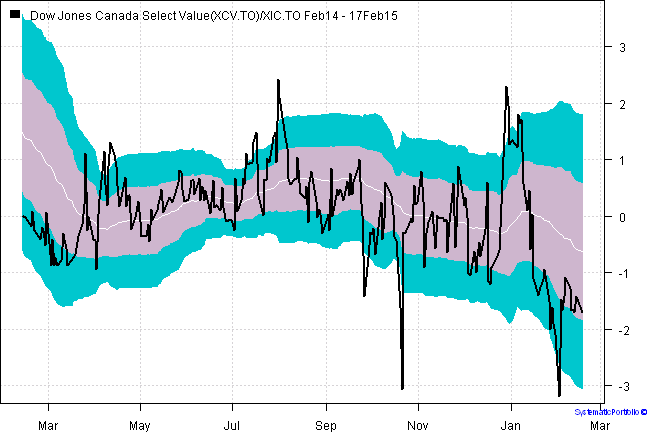 Dow Jones Canada Select Value(XCV.TO)/XIC.TO Feb14 - 17Feb15
3
2
1
0
-1
-2
-3
SystematicPortfolio ©
Mar May Jul Sep Nov Jan Mar